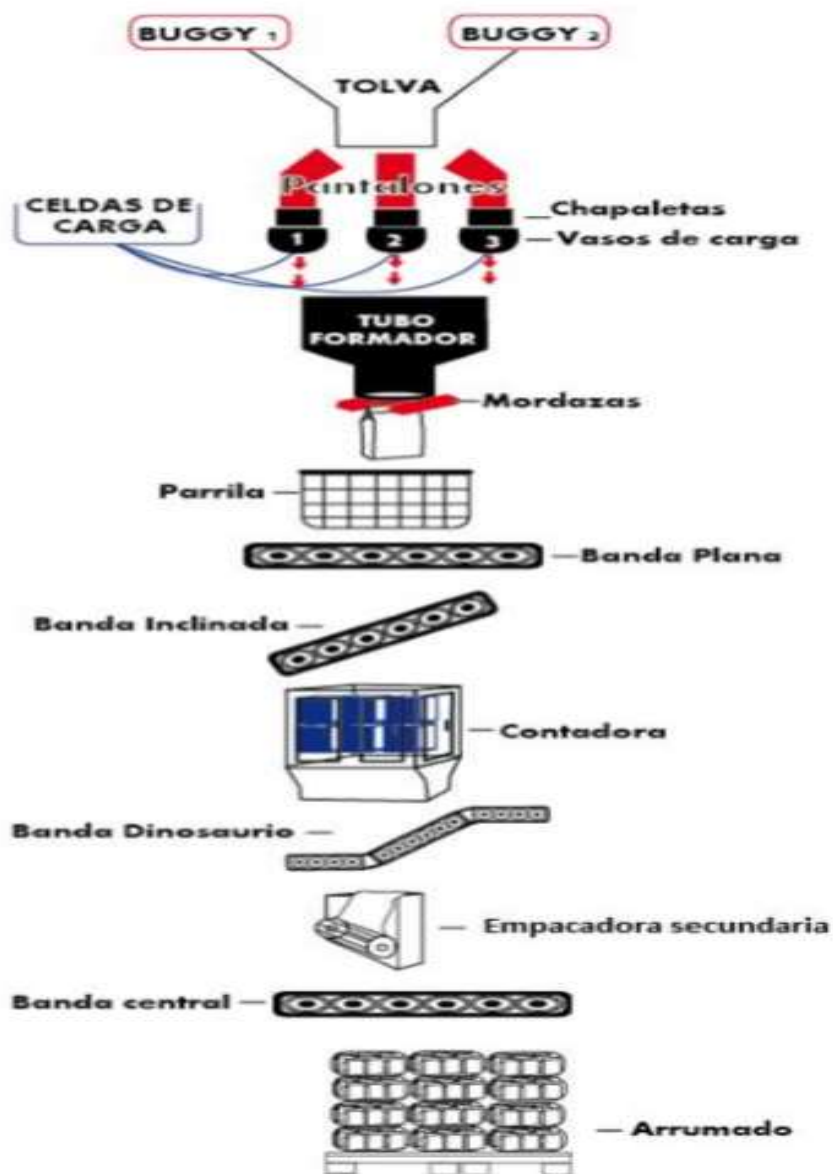 BUGGY 1
BUGGY 2
TOLVA
Pantalones
CELDAS DE
CARGA
Chapaletas
1
2
3
Vasos de carga
TUBO
FORMADOR
Mordazas
Parrila
Banda Plana
Banda Inclinada
Contadora
Banda Dinosaurio
Empacadora secundaria
Banda central
Arrumado